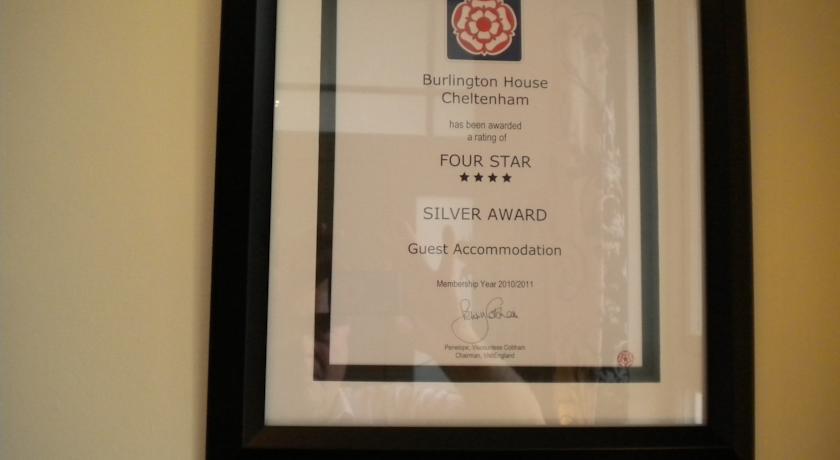 Burlington House
Cheltenham
has been awarded
a rating of
FOUR STAR
★★★★
SILVER AWARD
Guest Accommodation
Membership Year 2010/2011
Penelope, Viscountess Cobham
Chairman, VisitEngland